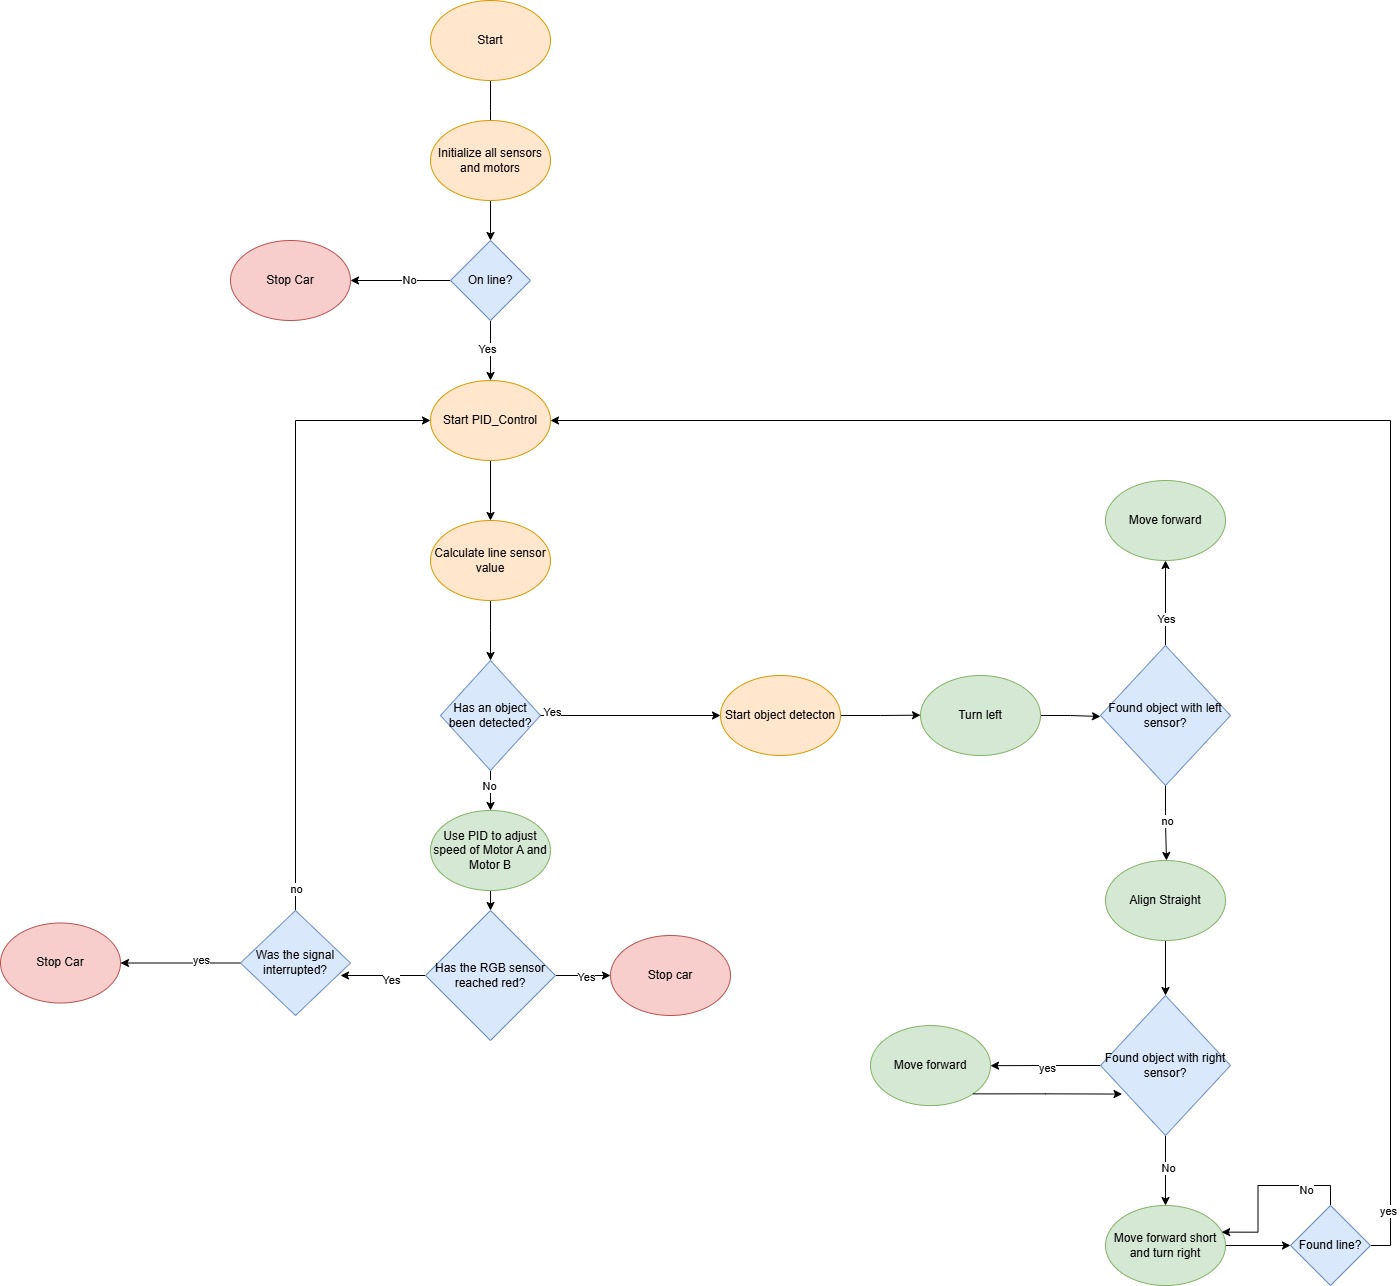 Start
Initialize all sensors
and motors
Stop Car
No
On line?
Yes
Start PID_Control
Calculate line sensor
value
Move forward
Yes
Has an object
been detected?
Yes
Start object detecton
Turn left
Found object with left
sensor?
No
Use PID to adjust
speed of Motor A and
Motor B
no
Align Straight
no
Stop Car
yes
Was the signal
interrupted?
Yes
Has the RGB sensor
reached red?
Yes
Stop car
Move forward
yes
Found object with right
sensor?
No
No
yes
Move forward short
and turn right
Found line?